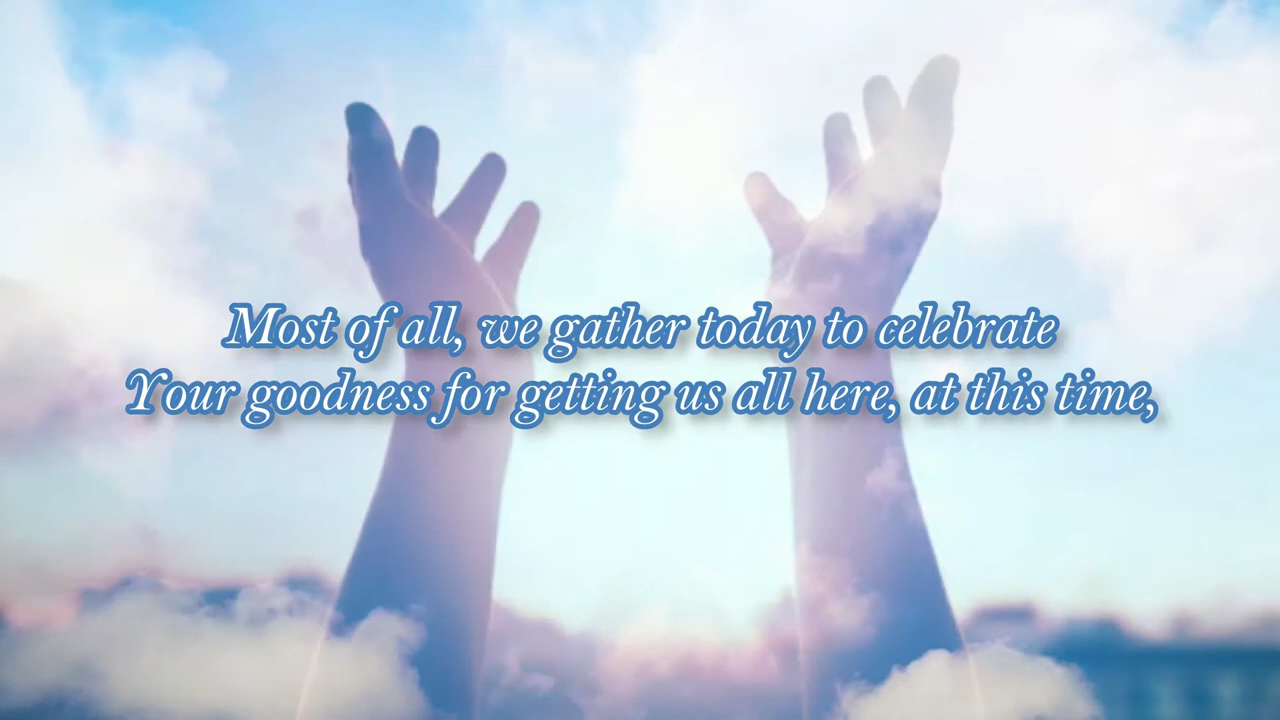 Most of all, we gather today to celebrate
Your goodness for getting us all here, at this time,